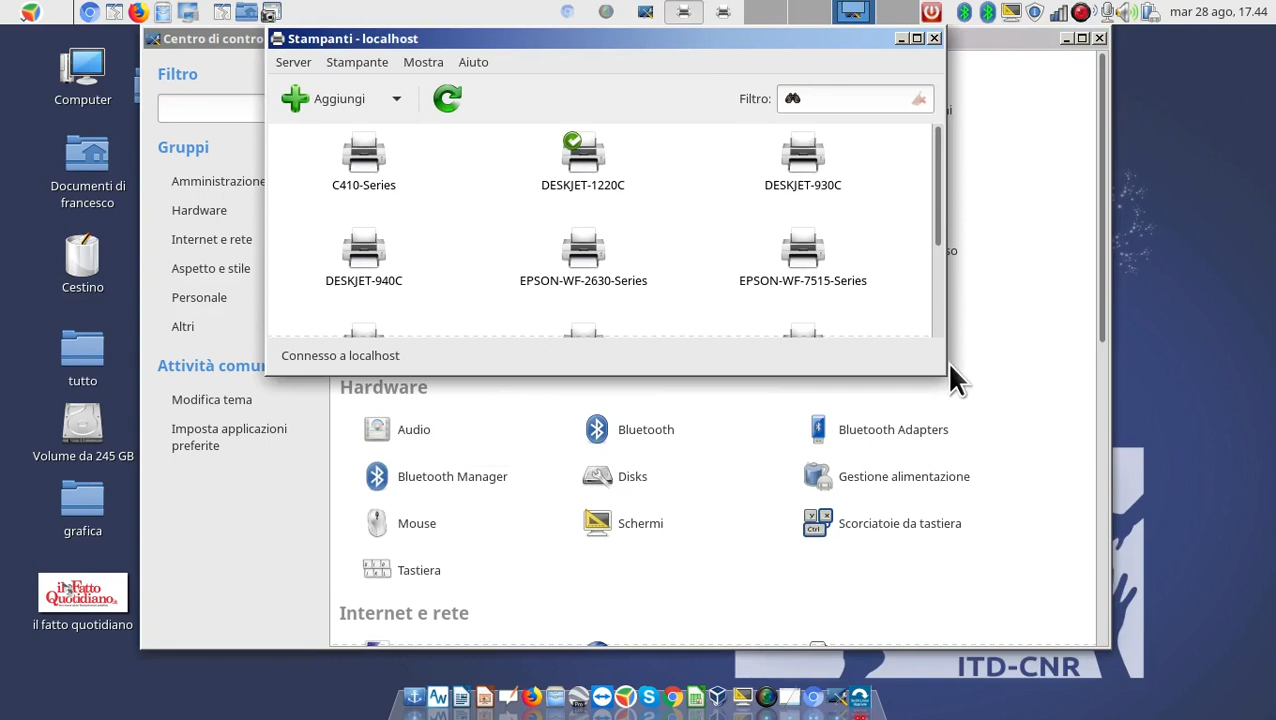 mar 28 ago, 17.44
Computer
Documenti di
francesco
Cestino
tutto
Volume da 245 GB
grafica
il Fatto
Quotidiano.it
il fatto quotidiano
Centro di contro
Filtro
Gruppi
Amministrazione
Hardware
Internet e rete
Aspetto e stile
Personale
Altri
Attività comu
Modifica tema
Imposta applicazioni
preferite
Stampanti - localhost
Server
Stampante
Mostra
Aiuto
Aggiungi
Filtro:
C410-Series
DESKJET-1220C
DESKJET-930C
DESKJET-940C
EPSON-WF-2630-Series
EPSON-WF-7515-Series
Connesso a localhost
Hardware
Audio
Bluetooth
Bluetooth Adapters
Bluetooth Manager
Disks
Gestione alimentazione
Mouse
Schermi
Scorciatoie da tastiera
Tastiera
Internet e rete
ITD-CNR